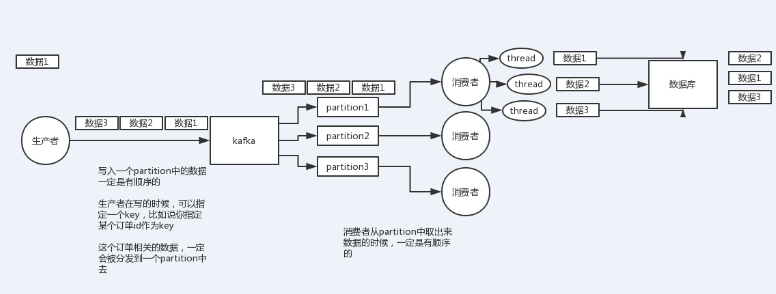 数据1
数据3 数据2 数据1
生产者
kafka
写入一个partition中的数据
一定是有顺序的
生产者在写的时候，可以指
定一个key，比如说你指定
某个订单id作为key
这个订单相关的数据，一定
会被分发到一个partition中
去
数据3 数据2 数据1
partition1
partition2
partition3
消费者
消费者
消费者
消费者从partition中取出来
数据的时候，一定是有顺序
的
thread
thread
thread
数据1
数据2
数据3
数据库
数据2
数据1
数据3